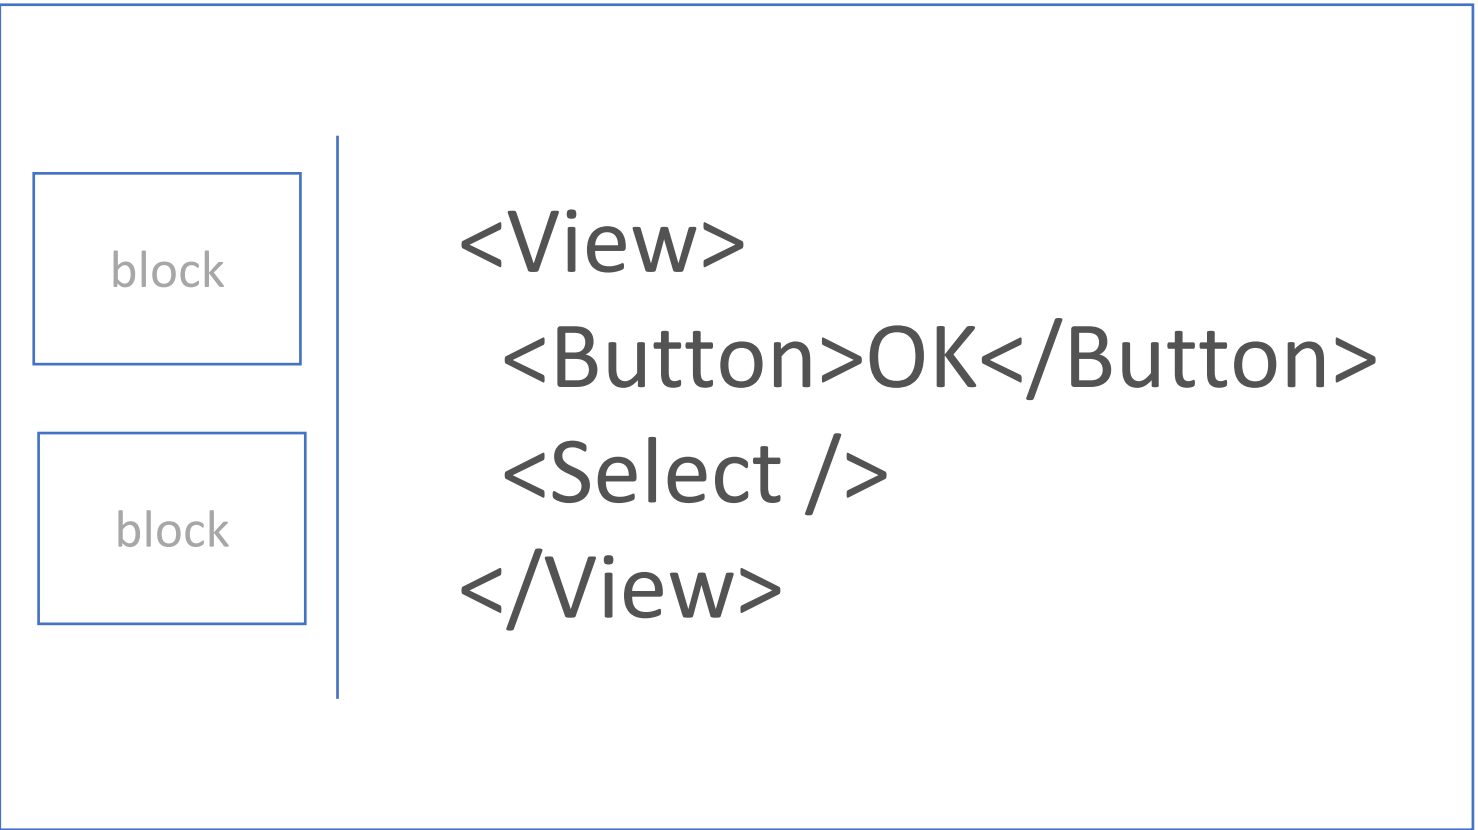 block
block
<View>
<Button>OK</Button>
<Select />
</View>